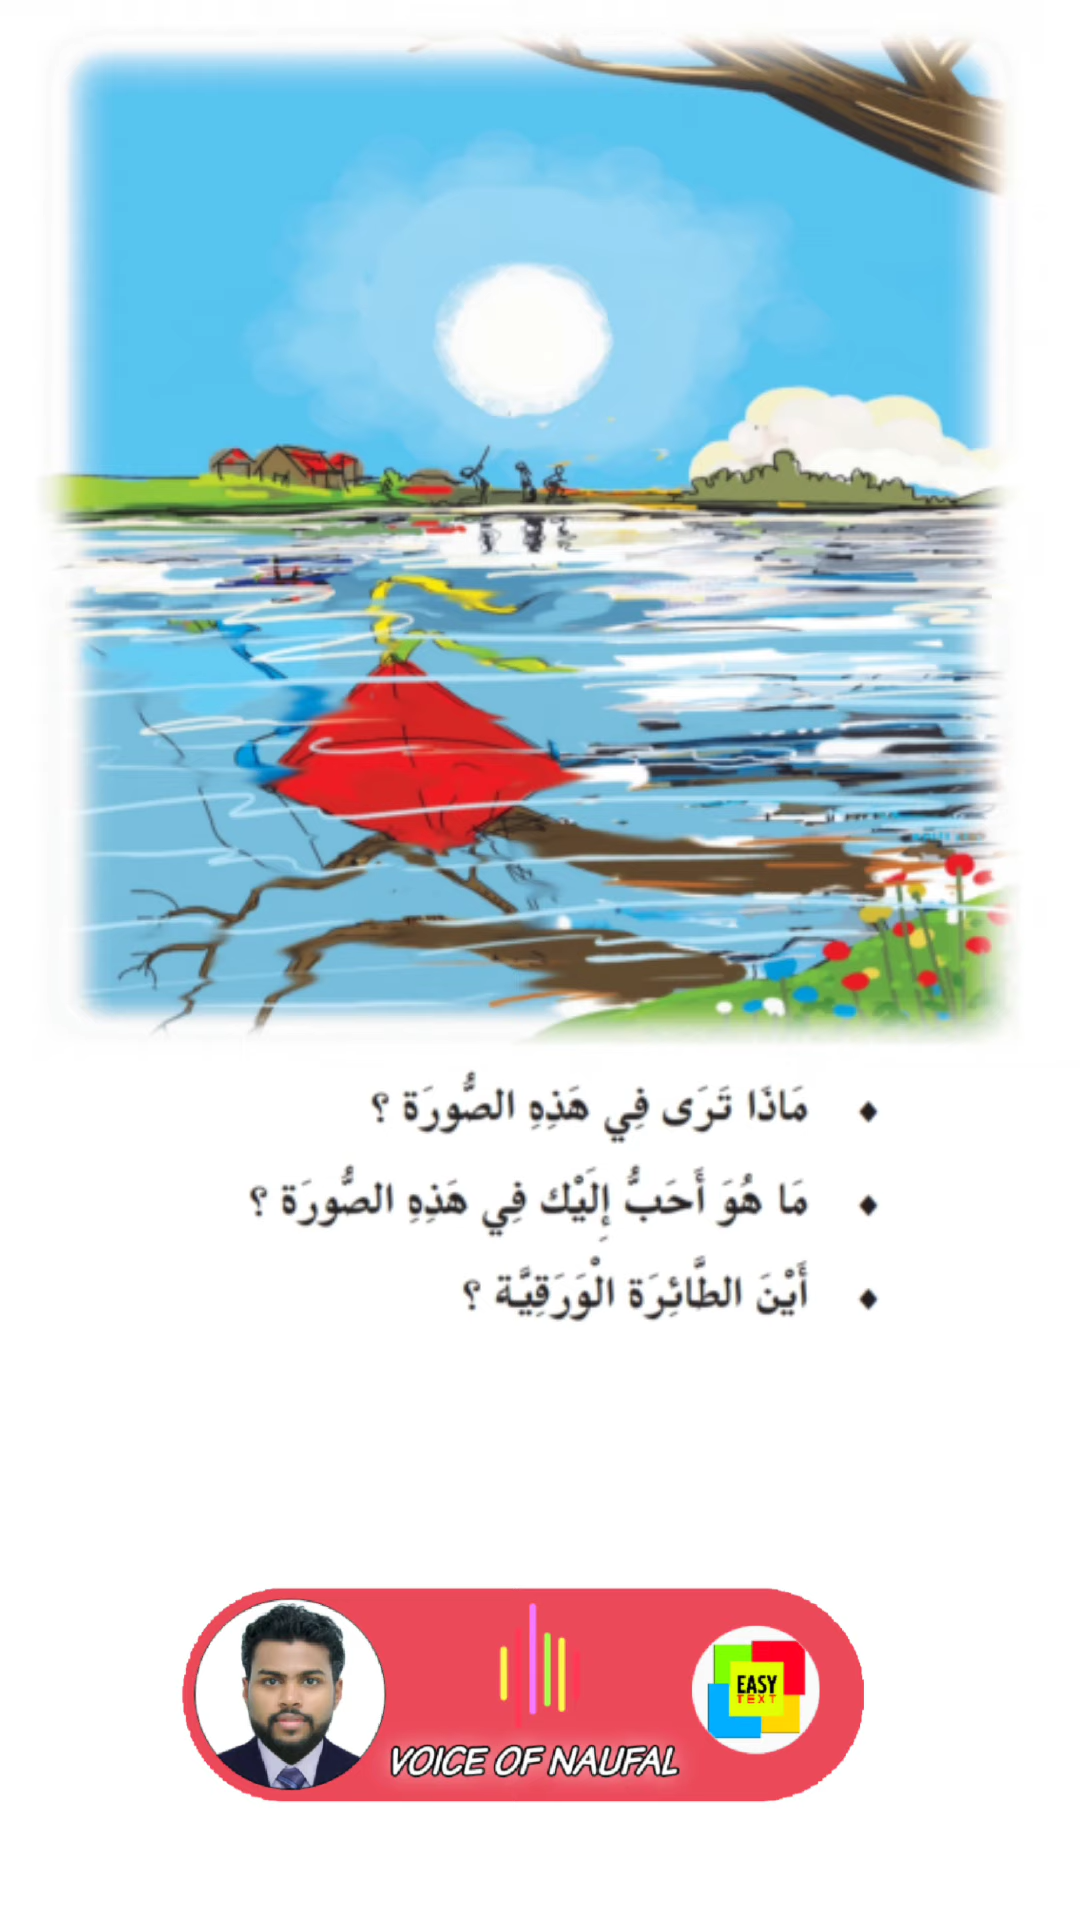 ◆ مَاذَا تَرَى فِي هَذِهِ الصُّورَة ؟
◆ مَا هُوَ أَحَبُّ إِلَيْك فِي هَذِهِ الصُّورَة ؟
◆ أَيْنَ الطَّائِرَة الْوَرَقِيَّة ؟
EASY
TEXT
VOICE OF NAUFAL